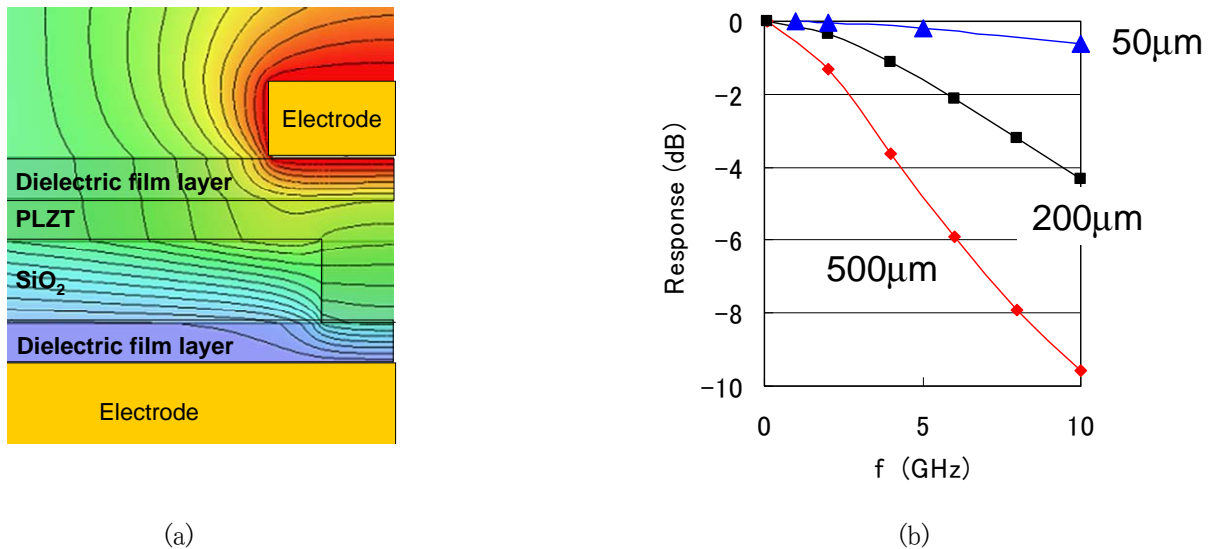 Electrode
Dielectric film layer
PLZT
SiO₂
Dielectric film layer
Electrode
(a)
0
−2
−4
−6
−8
−10
Response (dB)
0
5
10
f (GHz)
50μm
200μm
500μm
(b)